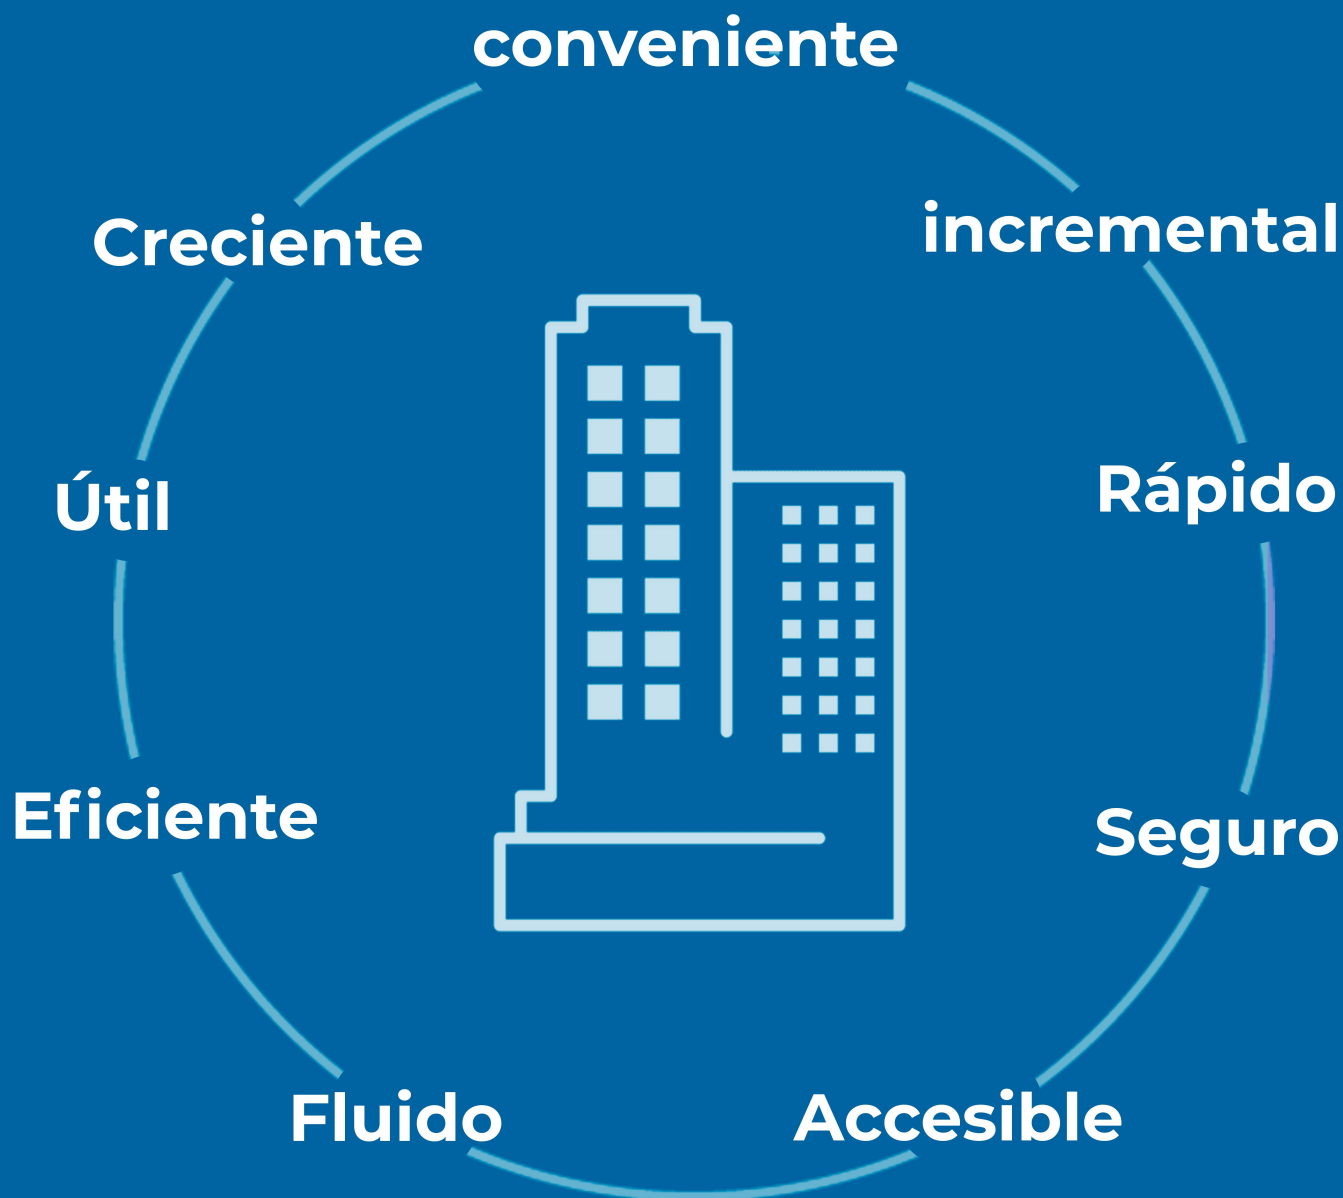 conveniente
Creciente
incremental
Útil
Rápido
Eficiente
Seguro
Fluido
Accesible